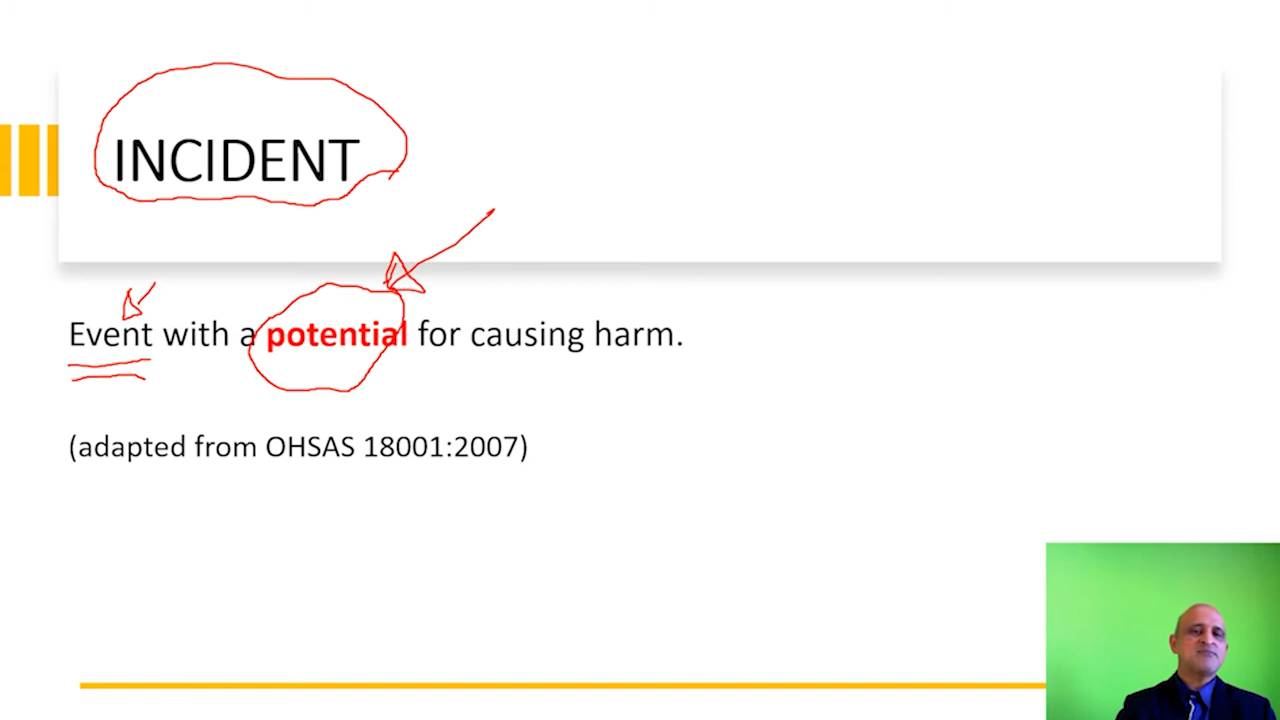 INCIDENT
Event with a potential for causing harm.
(adapted from OHSAS 18001:2007)